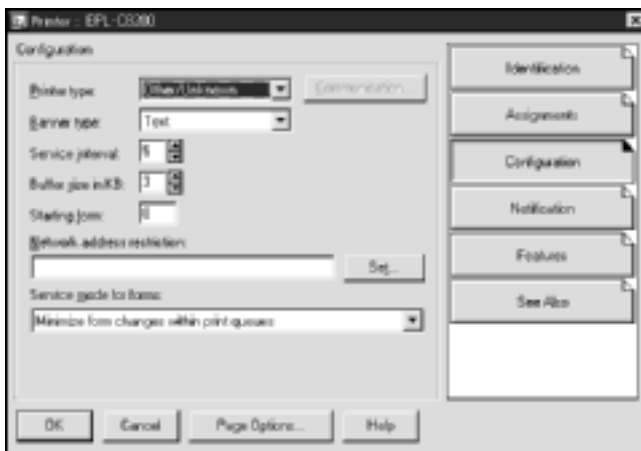 Printer : EPL-C8200
Configuration
Printer type: Other/Unknown Communication...
Banner type: Text
Service interval: 5
Buffer size in KB: 3
Starting form: 0
Network address restriction:
Set...
Service mode for forms:
Minimize form changes within print queues
OK Cancel Page Options... Help
Identification
Assignments
Configuration
Notification
Features
See Also